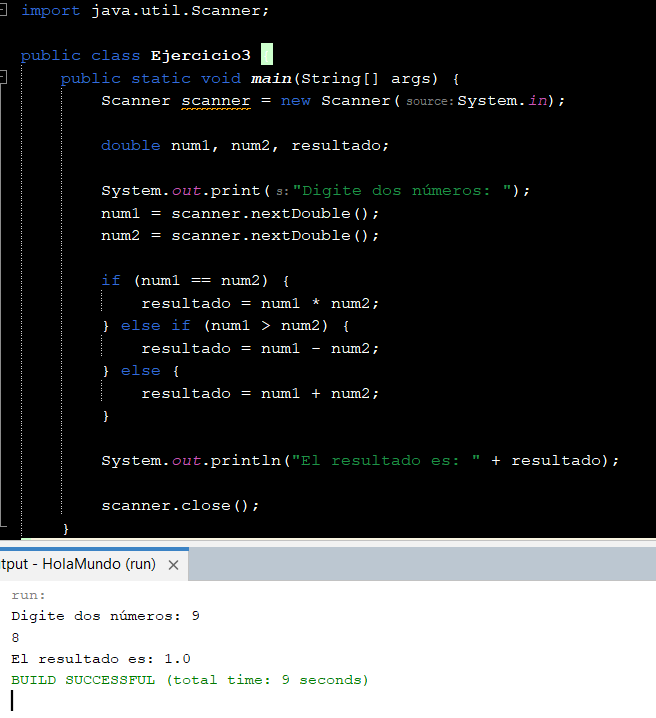 import java.util.Scanner;
public class Ejercicio3 {
public static void main(String[] args) {
Scanner scanner = new Scanner( source: System.in);
double num1, num2, resultado;
System.out.print( s: "Digite dos números: ");
num1 = scanner.nextDouble();
num2 = scanner.nextDouble();
if (num1 == num2) {
resultado = num1 * num2;
} else if (num1 > num2) {
resultado = num1 - num2;
} else {
resultado = num1 + num2;
}
System.out.println("El resultado es: " + resultado);
scanner.close();
}
tput - HolaMundo (run) ×
run:
Digite dos números: 9
8
El resultado es: 1.0
BUILD SUCCESSFUL (total time: 9 seconds)